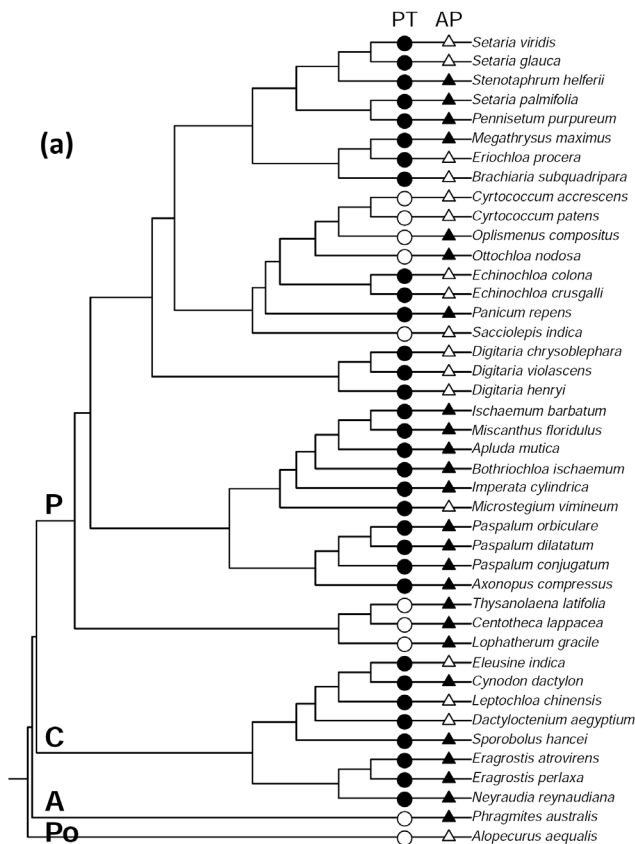 PT AP
Setaria viridis
Setaria glauca
Stenotaphrum helferii
Setaria palmifolia
Pennisetum purpureum
Megathrysus maximus
(a)
Eriochloa procera
Brachiaria subquadripara
Cyrtococcum accrescens
Cyrtococcum patens
Oplismenus compositus
Ottochloa nodosa
Echinochloa colona
Echinochloa crusgalli
Panicum repens
Sacciolepis indica
Digitaria chrysoblephara
Digitaria violascens
Digitaria henryi
Ischaemum barbatum
Miscanthus floridulus
Apluda mutica
Bothriochloa ischaemum
Imperata cylindrica
P
Microstegium vimineum
Paspalum orbiculare
Paspalum dilatatum
Paspalum conjugatum
Axonopus compressus
Thysanolaena latifolia
Centotheca lappacea
Lophatherum gracile
Eleusine indica
Cynodon dactylon
Leptochloa chinensis
Dactyloctenium aegyptium
C
Sporobolus hancei
Eragrostis atrovirens
Eragrostis perlaxa
A
Neyraudia reynaudiana
Phragmites australis
Po
Alopecurus aequalis